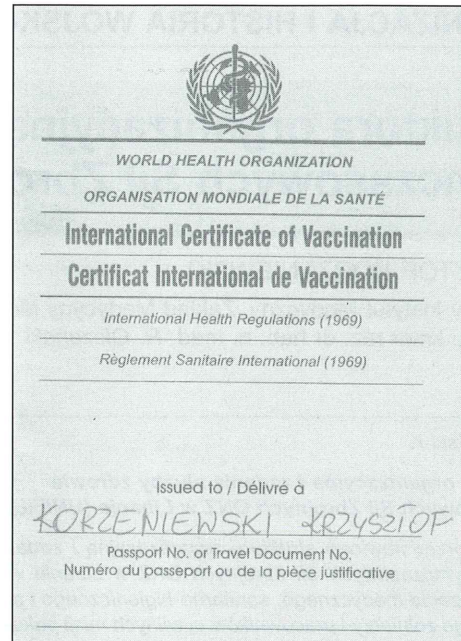 WORLD HEALTH ORGANIZATION
ORGANISATION MONDIALE DE LA SANTÉ
International Certificate of Vaccination
Certificat International de Vaccination
International Health Regulations (1969)
Règlement Sanitaire International (1969)
Issued to / Délivré à
KORZENIEWSKI KRZYSZTOF
Passport No. or Travel Document No.
Numéro du passeport ou de la pièce justificative